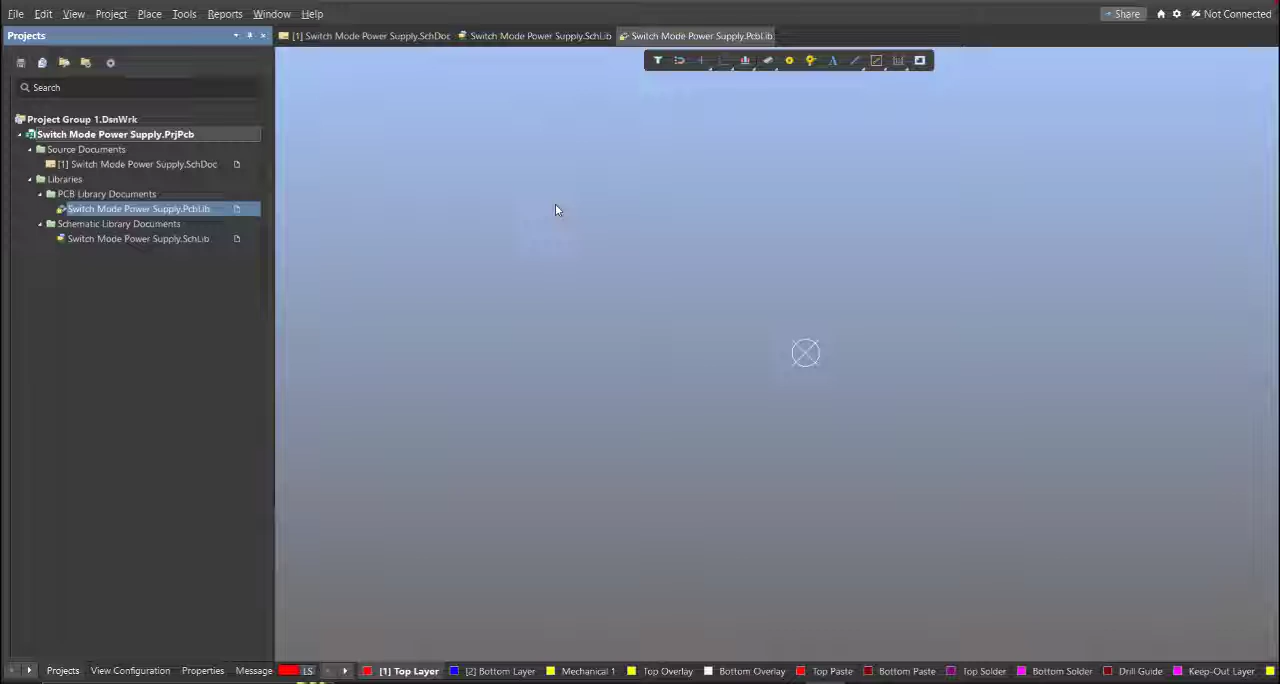 File Edit View Project Place Tools Reports Window Help
Share Not Connected
Projects
[1] Switch Mode Power Supply.SchDoc Switch Mode Power Supply.SchLib Switch Mode Power Supply.PcbLib
Search
Project Group 1.DsnWrk
Switch Mode Power Supply.PrjPcb
Source Documents
[1] Switch Mode Power Supply.SchDoc
Libraries
PCB Library Documents
Switch Mode Power Supply.PcbLib
Schematic Library Documents
Switch Mode Power Supply.SchLib
Projects View Configuration Properties Message LS [1] Top Layer [2] Bottom Layer Mechanical 1 Top Overlay Bottom Overlay Top Paste Bottom Paste Top Solder Bottom Solder Drill Guide Keep-Out Layer